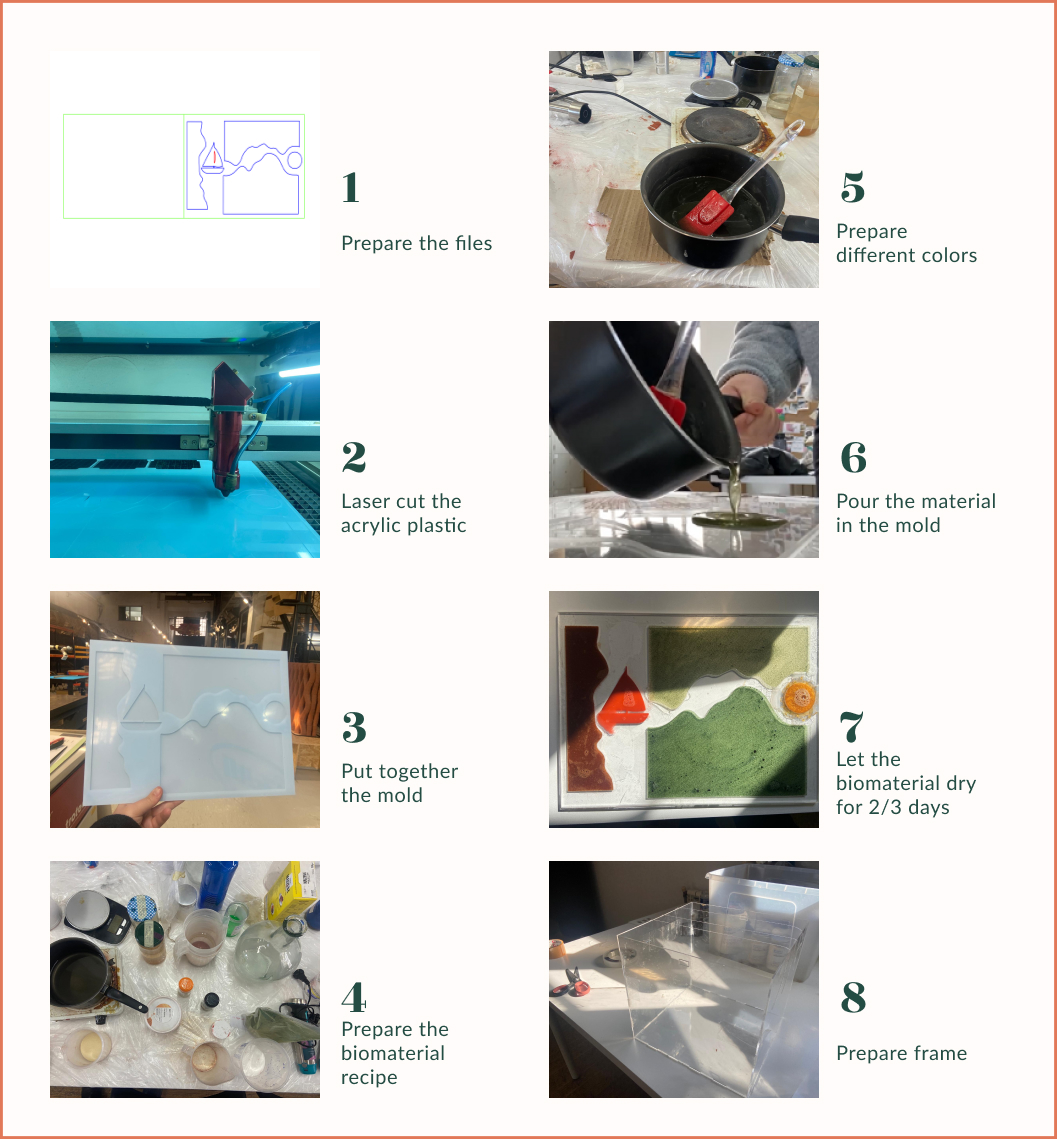 1
Prepare the files
2
Laser cut the
acrylic plastic
3
Put together
the mold
4
Prepare the
biomaterial
recipe
5
Prepare
different colors
6
Pour the material
in the mold
7
Let the
biomaterial dry
for 2/3 days
8
Prepare frame